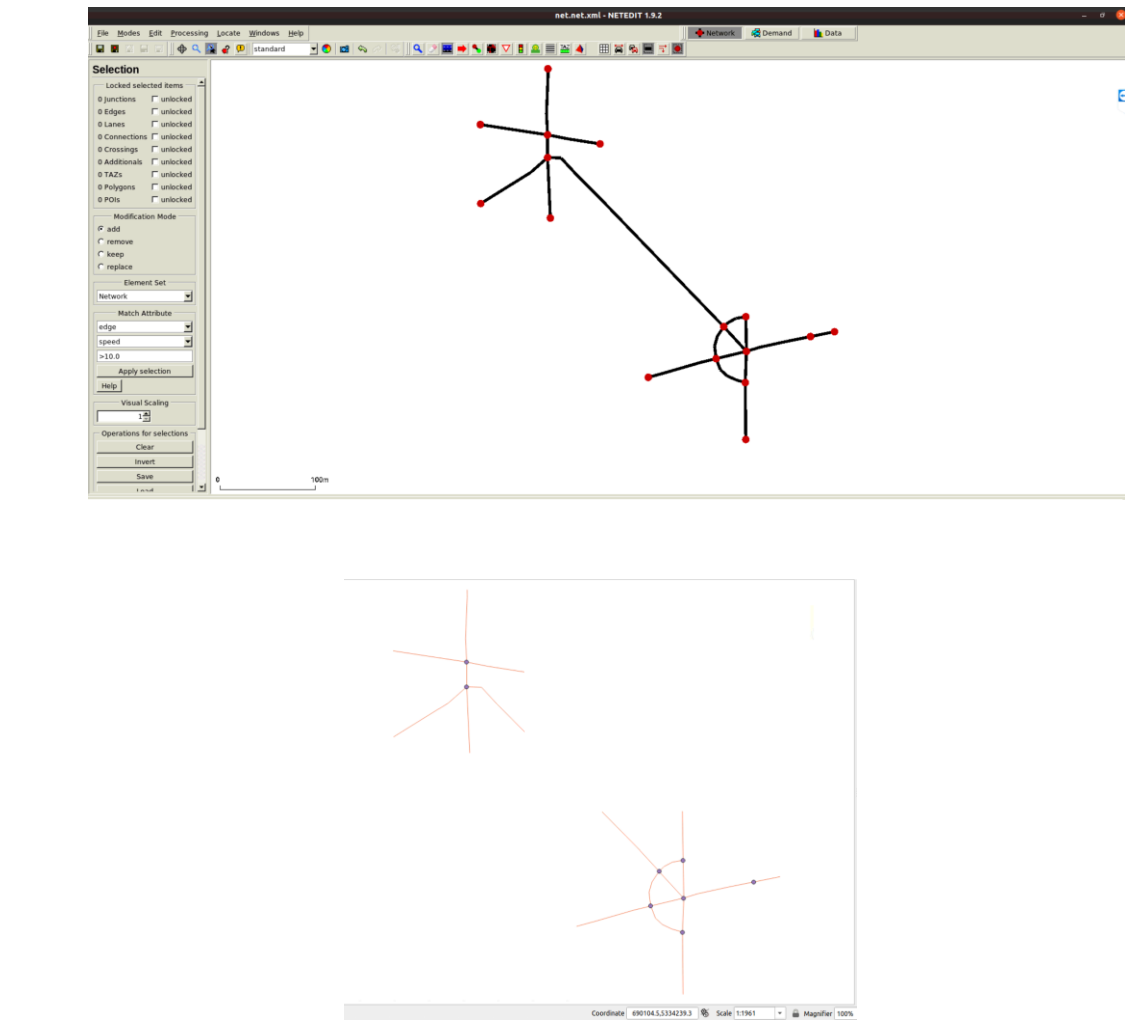 net.net.xml - NETEDIT 1.9.2
File Modes Edit Processing Locate Windows Help
Network Demand Data
standard
Selection
Locked selected items
0 Junctions unlocked
0 Edges unlocked
0 Lanes unlocked
0 Connections unlocked
0 Crossings unlocked
0 Additionals unlocked
0 TAZs unlocked
0 Polygons unlocked
0 POIs unlocked
Modification Mode
add
remove
keep
replace
Element Set
Network
Match Attribute
edge
speed
>10.0
Apply selection
Help
Visual Scaling
1
Operations for selections
Clear
Invert
Save
Load
0 100m
Coordinate 690104.5,5334239.3 Scale 1:1961 Magnifier 100%